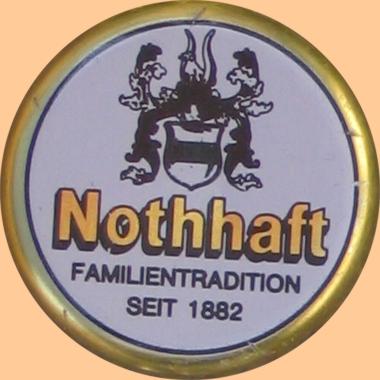 Nothhaft
FAMILIENTRADITION
SEIT 1882